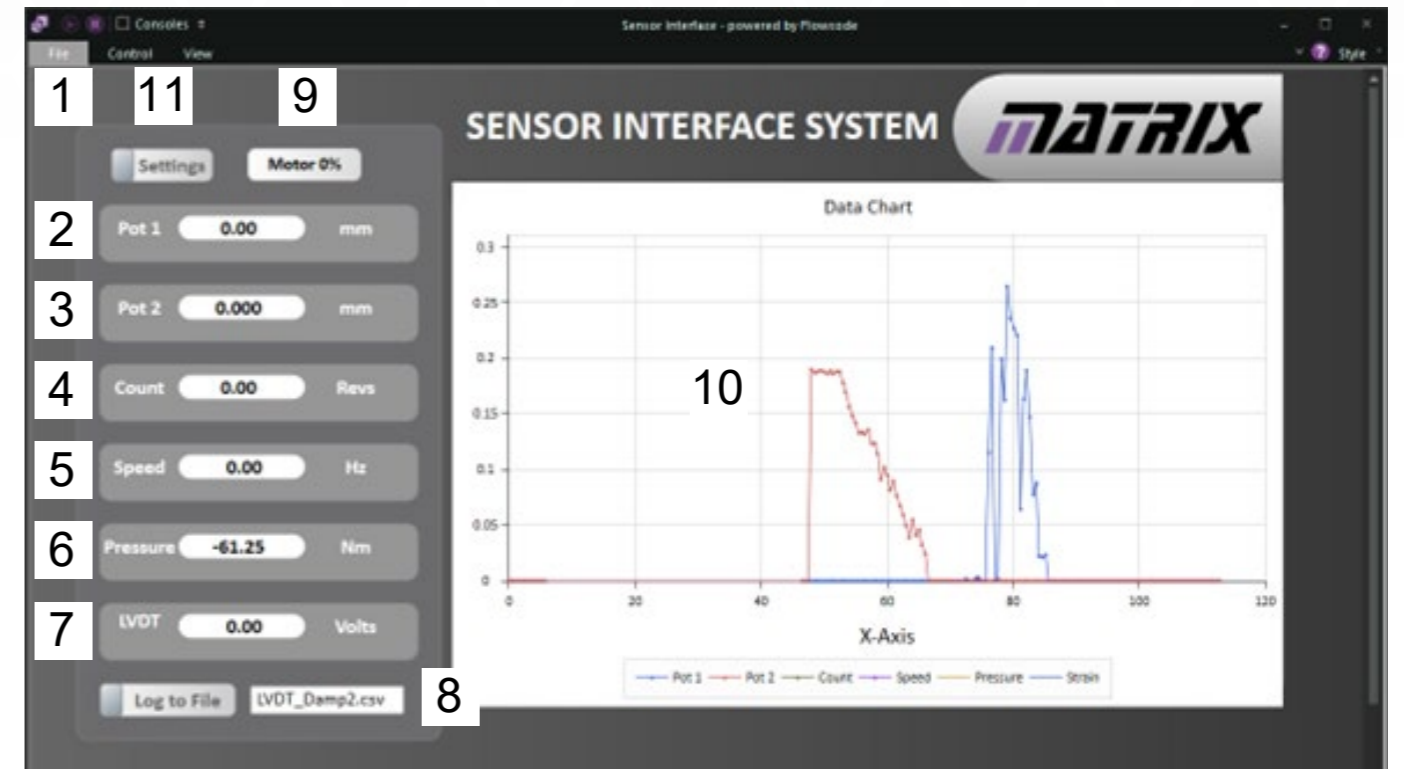 Consoles
Sensor Interface - powered by Flowcode
File Control View
Style
1 11 9
SENSOR INTERFACE SYSTEM
MATRIX
Settings
Motor 0%
2 Pot 1 0.00 mm
3 Pot 2 0.000 mm
4 Count 0.00 Revs
5 Speed 0.00 Hz
6 Pressure -61.25 Nm
7 LVDT 0.00 Volts
Log to File LVDT_Damp2.csv 8
Data Chart
0.3
0.25
0.2
10
0.15
0.1
0.05
0
0 20 40 60 80 100 120
X-Axis
Pot 1 Pot 2 Count Speed Pressure Strain